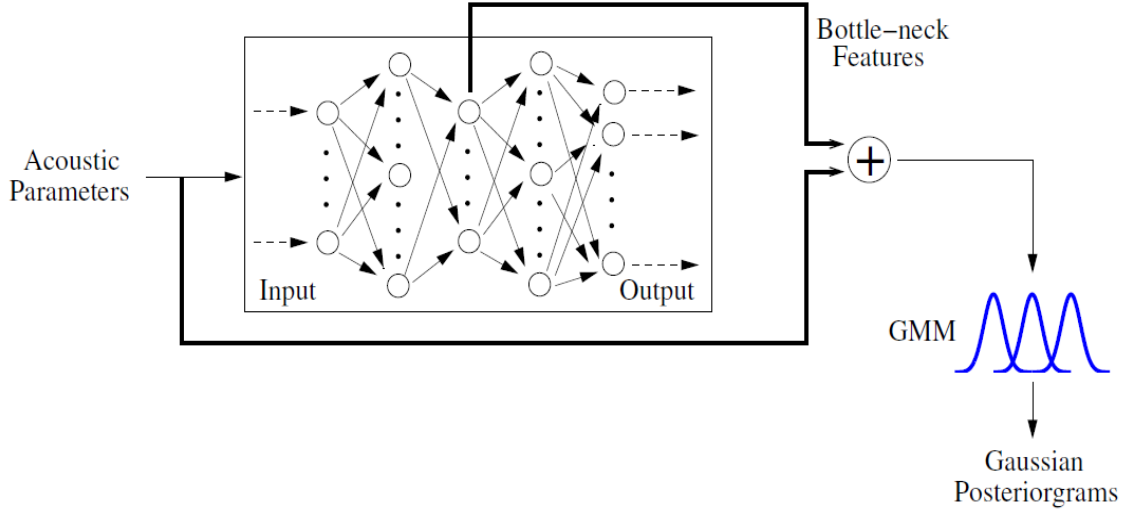 Bottle-neck
Features
Acoustic
Parameters
+
Input
Output
GMM
Gaussian
Posteriorgrams